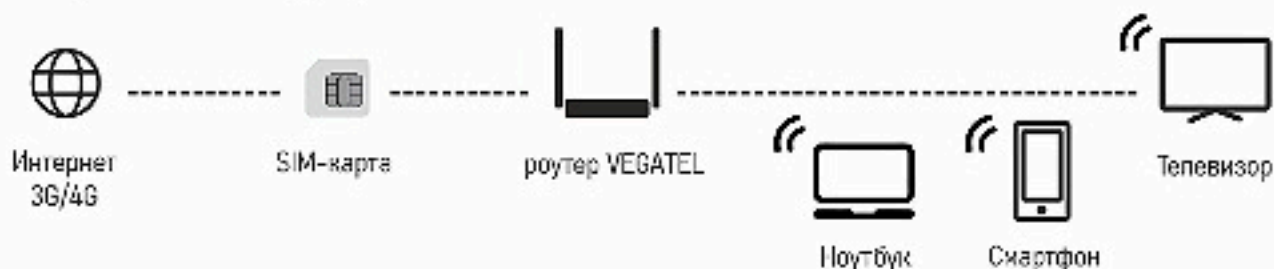 Интернет
3G/4G
SIM-карта
роутер VEGATEL
Ноутбук
Смартфон
Телевизор